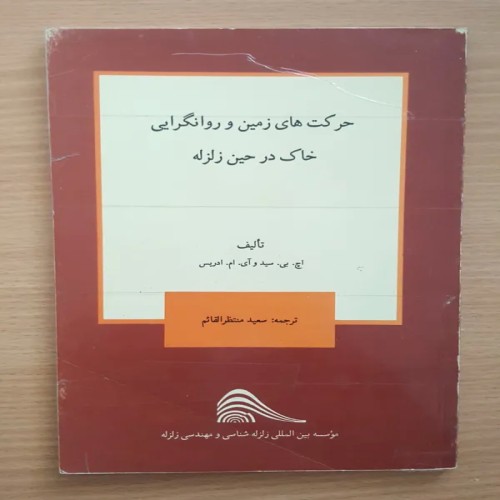 حرکت های زمین و روانگرایی
خاک در حین زلزله
تألیف
اچ. بی. سید و آی. ام. ادریس
ترجمه: سعید منتظرالقائم
مؤسسه بین المللی زلزله شناسی و مهندسی زلزله